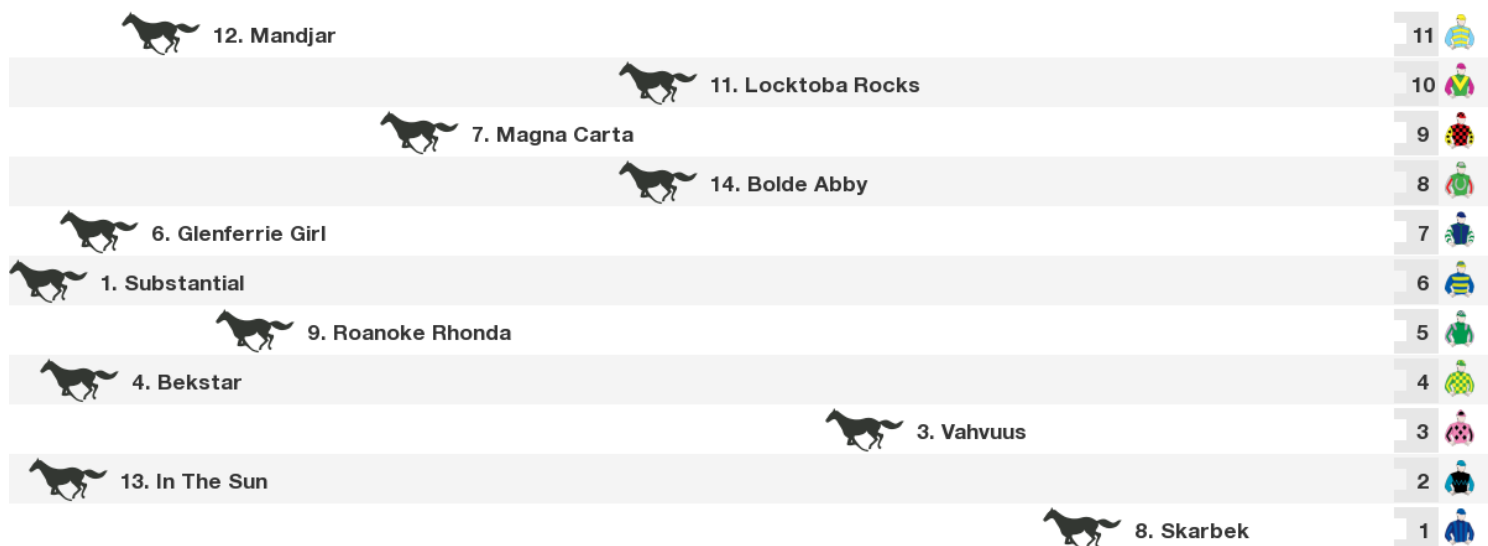 12. Mandjar 11
11. Locktoba Rocks 10
7. Magna Carta 9
14. Bolde Abby 8
6. Glenferrie Girl 7
1. Substantial 6
9. Roanoke Rhonda 5
4. Bekstar 4
3. Vahvuus 3
13. In The Sun 2
8. Skarbek 1